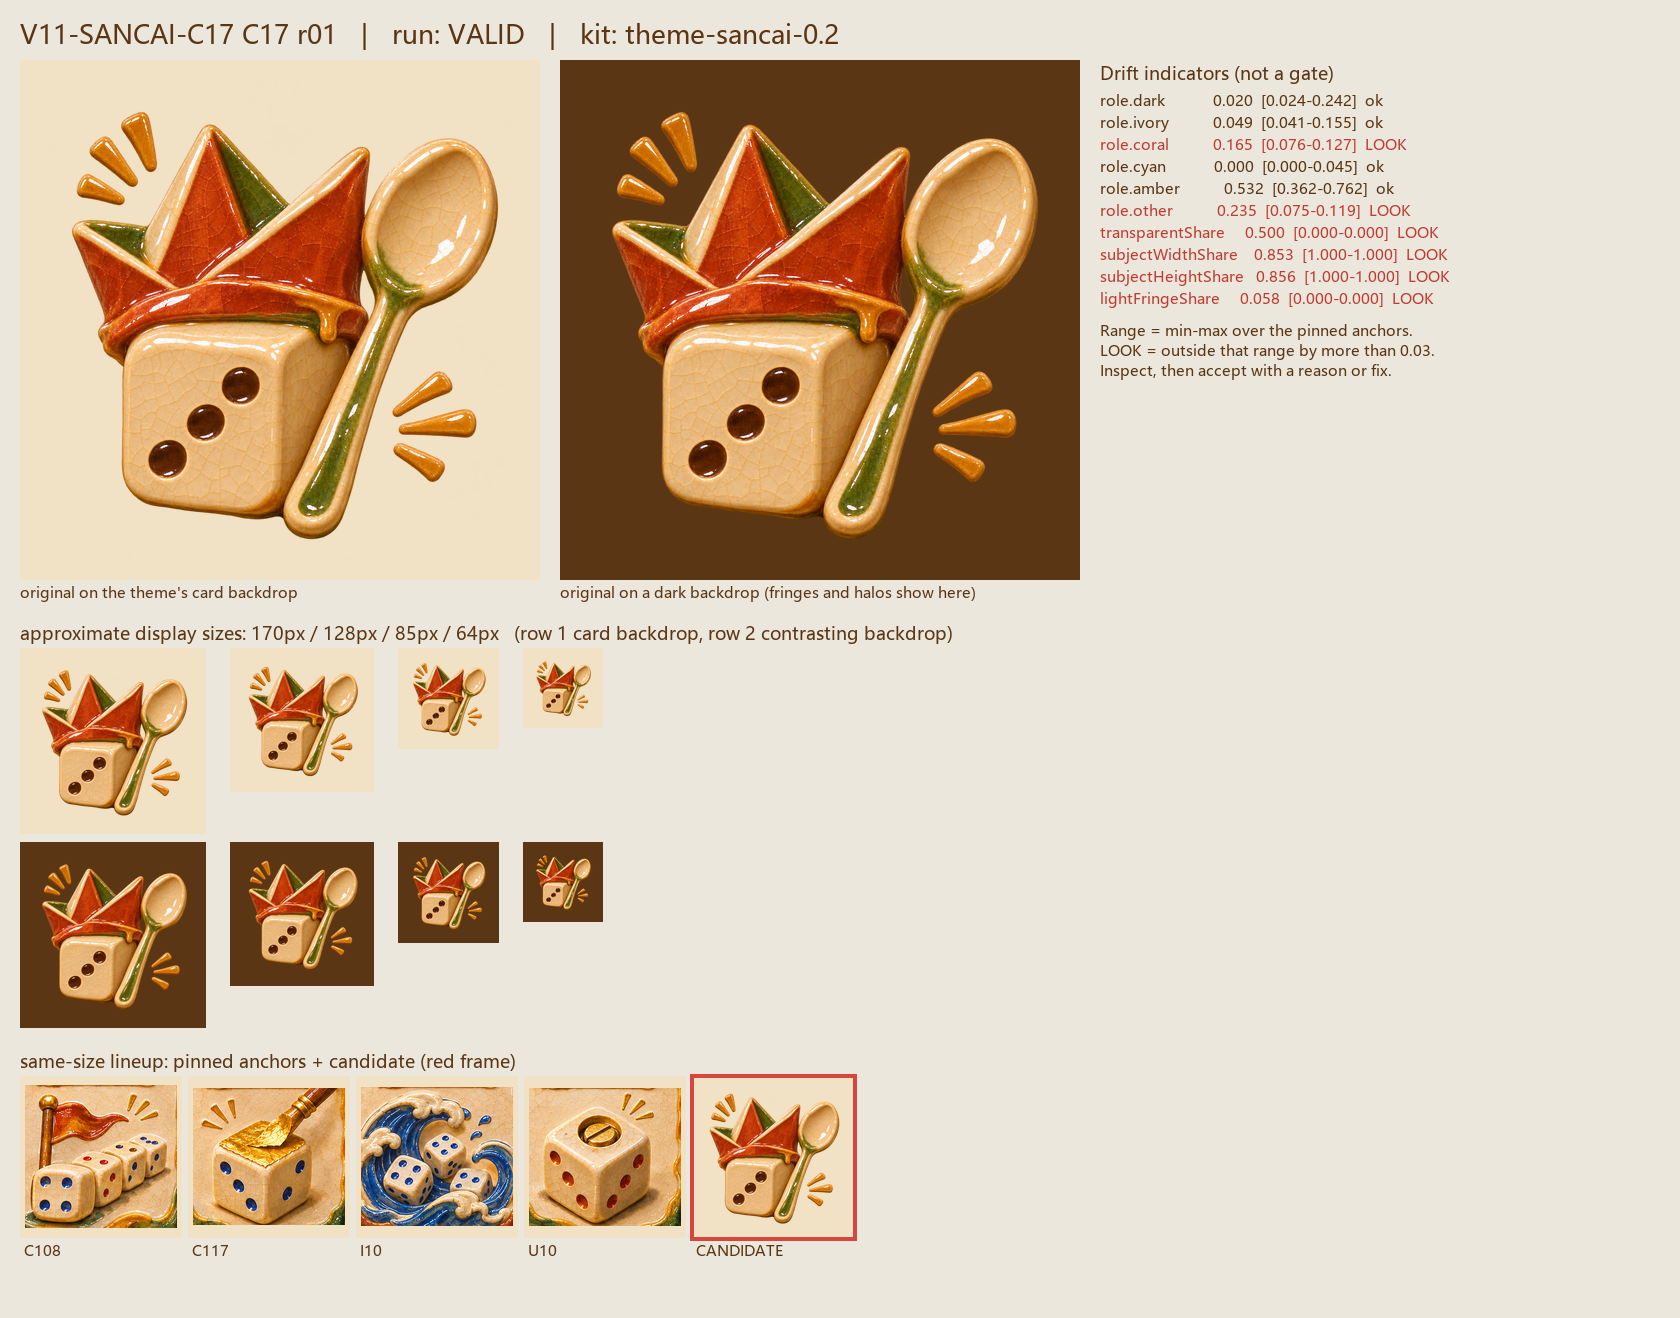 V11-SANCAI-C17 C17 r01 | run: VALID | kit: theme-sancai-0.2
Drift indicators (not a gate)
role.dark 0.020 [0.024-0.242] ok
role.ivory 0.049 [0.041-0.155] ok
role.coral 0.165 [0.076-0.127] LOOK
role.cyan 0.000 [0.000-0.045] ok
role.amber 0.532 [0.362-0.762] ok
role.other 0.235 [0.075-0.119] LOOK
transparentShare 0.500 [0.000-0.000] LOOK
subjectWidthShare 0.853 [1.000-1.000] LOOK
subjectHeightShare 0.856 [1.000-1.000] LOOK
lightFringeShare 0.058 [0.000-0.000] LOOK
Range = min-max over the pinned anchors.
LOOK = outside that range by more than 0.03.
Inspect, then accept with a reason or fix.
original on the theme's card backdrop
original on a dark backdrop (fringes and halos show here)
approximate display sizes: 170px / 128px / 85px / 64px (row 1 card backdrop, row 2 contrasting backdrop)
same-size lineup: pinned anchors + candidate (red frame)
C108
C117
I10
U10
CANDIDATE